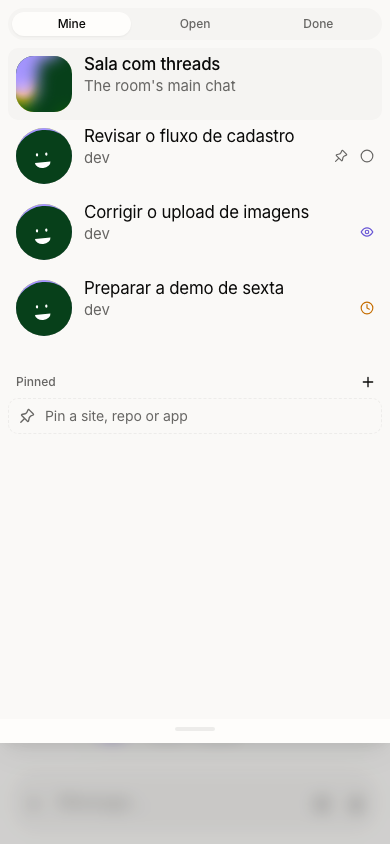 Mine
Open
Done
Sala com threads
The room's main chat
Revisar o fluxo de cadastro
dev
Corrigir o upload de imagens
dev
Preparar a demo de sexta
dev
Pinned
Pin a site, repo or app